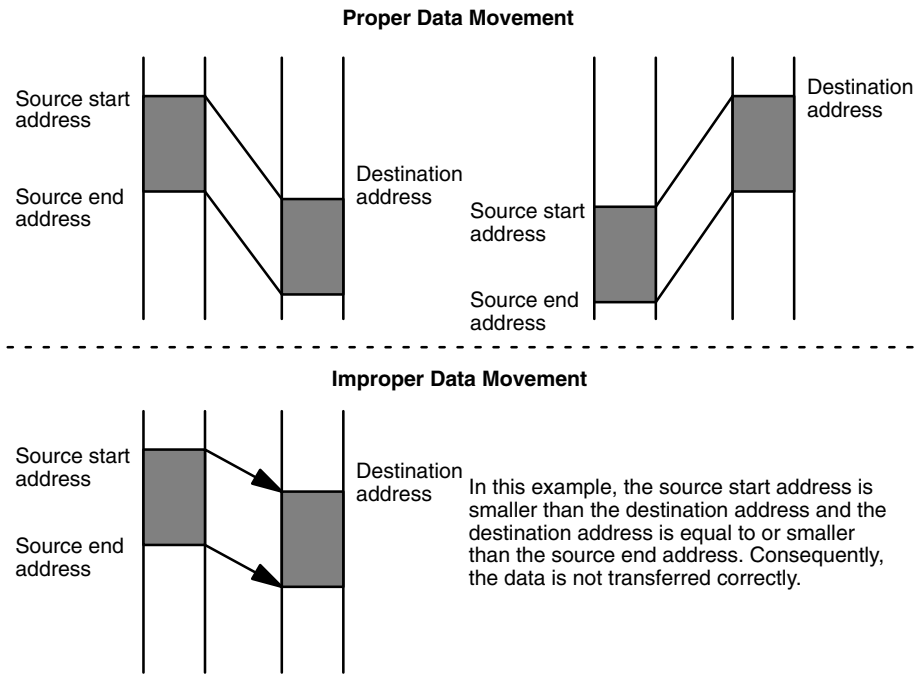 Proper Data Movement
Source start
address
Source end
address
Destination
address
Source start
address
Source end
address
Destination
address
Improper Data Movement
Source start
address
Source end
address
Destination
address
In this example, the source start address is
smaller than the destination address and the
destination address is equal to or smaller
than the source end address. Consequently,
the data is not transferred correctly.